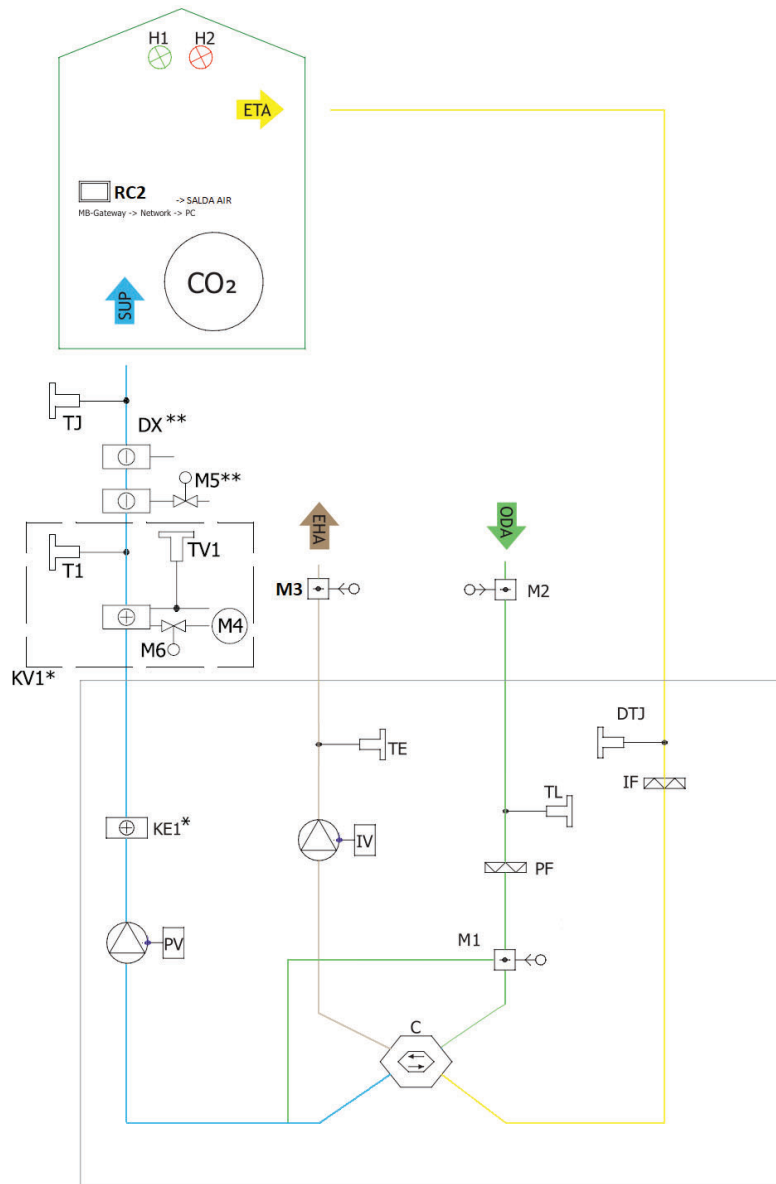 H1 H2
ETA
RC2 -> SALDA AIR
MB-Gateway -> Network -> PC
CO₂
SUP
TJ
DX**
M5**
EHA
ODA
T1
TV1
M3
M2
M4
M6
KV1*
DTJ
TE
IF
TL
KE1*
IV
PF
PV
M1
C